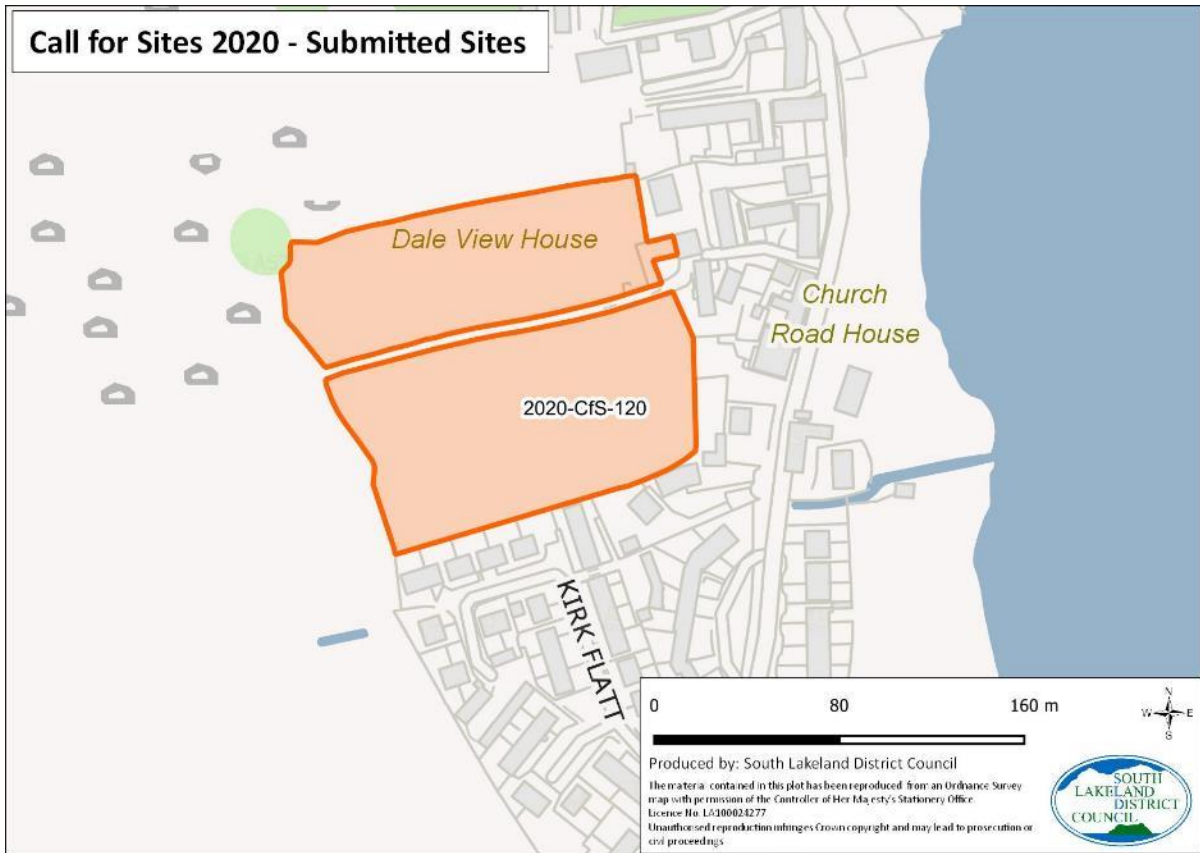 Call for Sites 2020 - Submitted Sites
Dale View House
Church
Road House
2020-CfS-120
KIRK FLATT
0 80 160 m
N
W E
S
Produced by: South Lakeland District Council
The material contained in this plot has been reproduced from an Ordnance Survey
map with permission of the Controller of Her Majesty's Stationery Office
Licence No. LA100024277
Unauthorised reproduction infringes Crown copyright and may lead to prosecution or
civil proceedings
SOUTH
LAKELAND
DISTRICT
COUNCIL